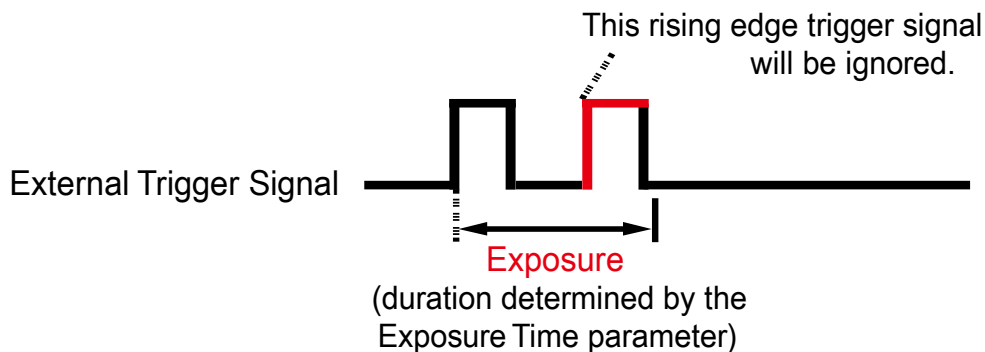 This rising edge trigger signal
will be ignored.
External Trigger Signal
Exposure
(duration determined by the
Exposure Time parameter)